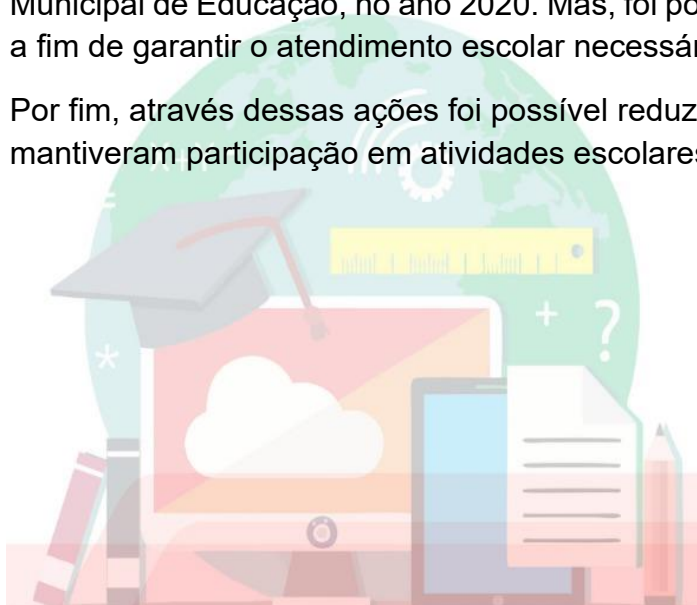 Municipal de Educação, no ano 2020. Mas, foi po
a fim de garantir o atendimento escolar necessár
Por fim, através dessas ações foi possível reduz
mantiveram participação em atividades escolares
=
+
?
*